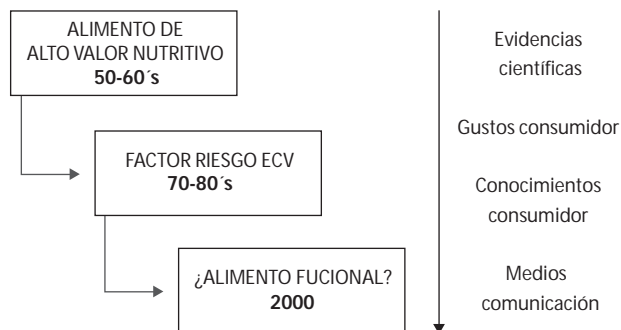 ALIMENTO DE
ALTO VALOR NUTRITIVO
50-60´s
FACTOR RIESGO ECV
70-80´s
¿ALIMENTO FUCIONAL?
2000
Evidencias
científicas
Gustos consumidor
Conocimientos
consumidor
Medios
comunicación